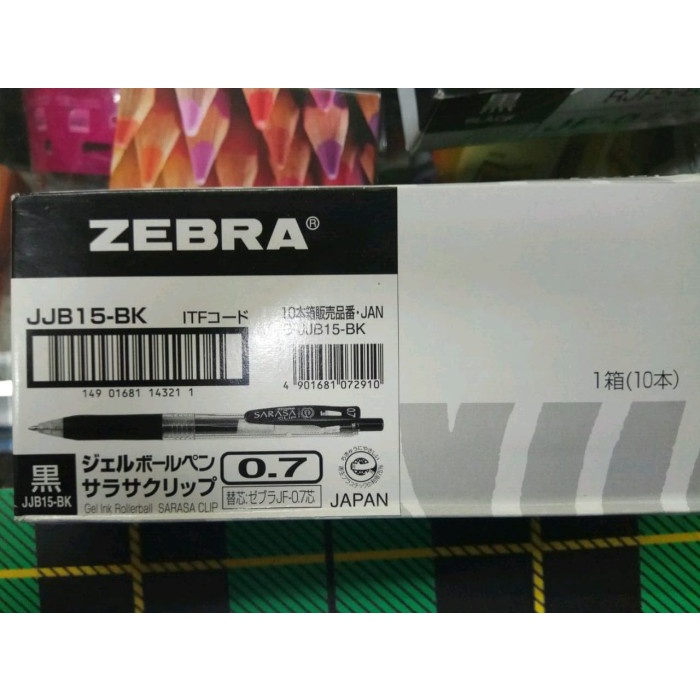 黒
BLACK
ZEBRA®
JJB15-BK ITFコード
10本箱販売品番・JAN
JJB15-BK
149 01681 14321 1
4 901681 072910
1箱(10本)
SARASA
CLIP
0.7
黒
JJB15-BK
ジェルボールペン
サラサクリップ
Gel Ink Rollerball SARASA CLIP
0.7
替芯:ゼブラJF-0.7芯
JAPAN